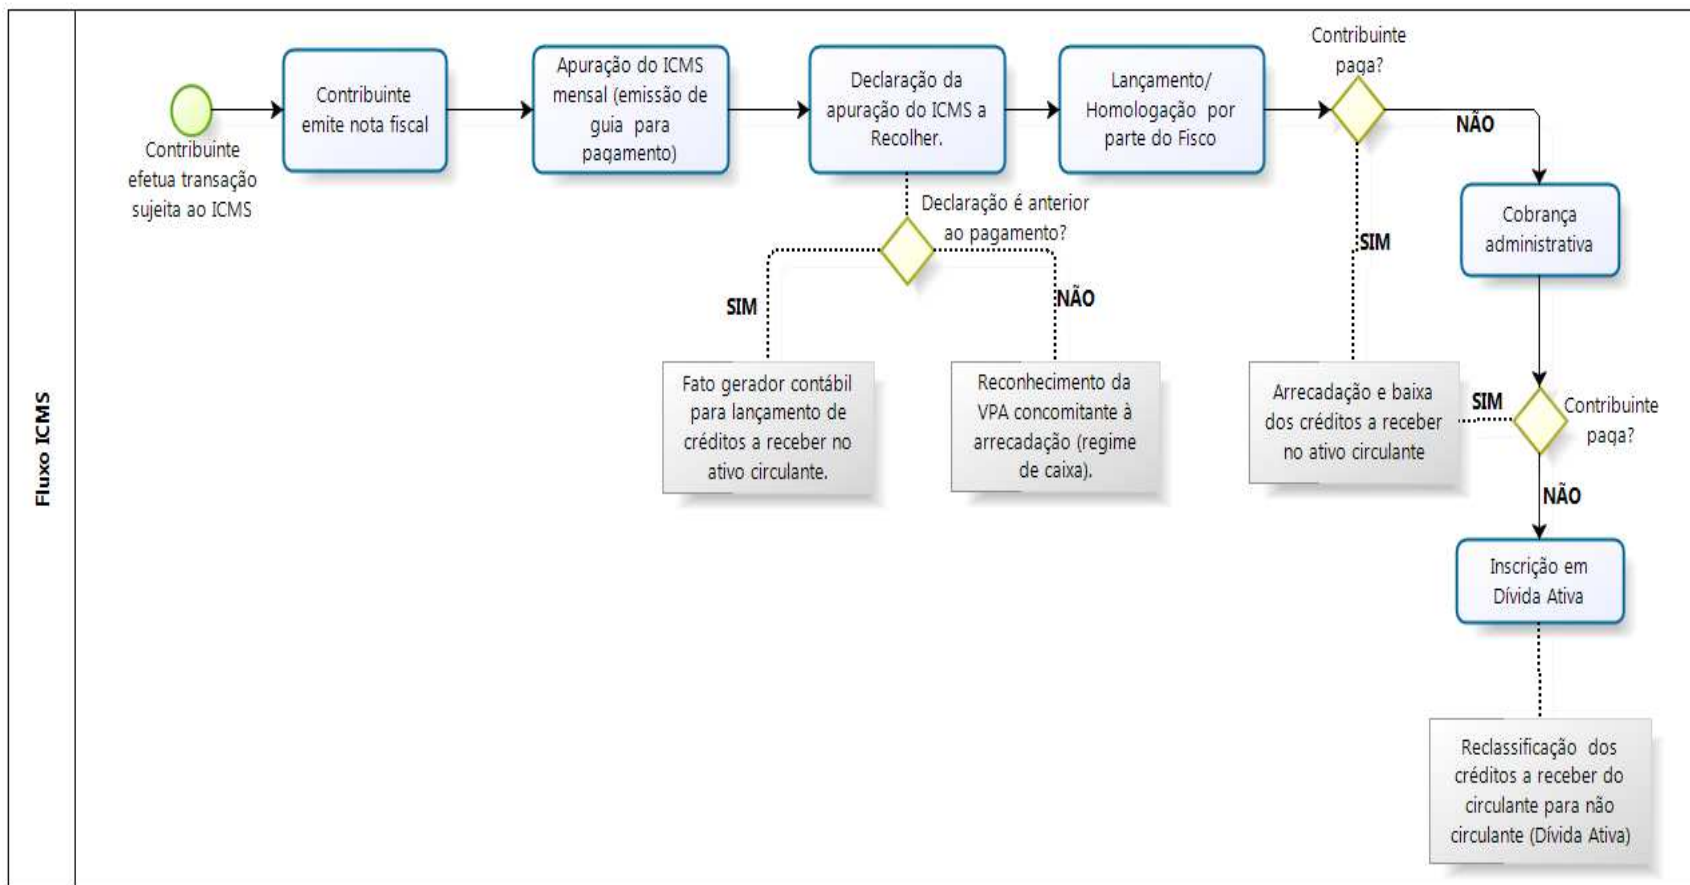 Fluxo ICMS
Contribuinte
efetua transação
sujeita ao ICMS
Contribuinte
emite nota fiscal
Apuração do ICMS
mensal (emissão de
guia para
pagamento)
Declaração da
apuração do ICMS a
Recolher.
Lançamento/
Homologação por
parte do Fisco
Contribuinte
paga?
NÃO
SIM
Cobrança
administrativa
Declaração é anterior
ao pagamento?
SIM
NÃO
Fato gerador contábil
para lançamento de
créditos a receber no
ativo circulante.
Reconhecimento da
VPA concomitante à
arrecadação (regime
de caixa).
Arrecadação e baixa
dos créditos a receber
no ativo circulante
SIM
Contribuinte
paga?
NÃO
Inscrição em
Dívida Ativa
Reclassificação dos
créditos a receber do
circulante para não
circulante (Dívida Ativa)